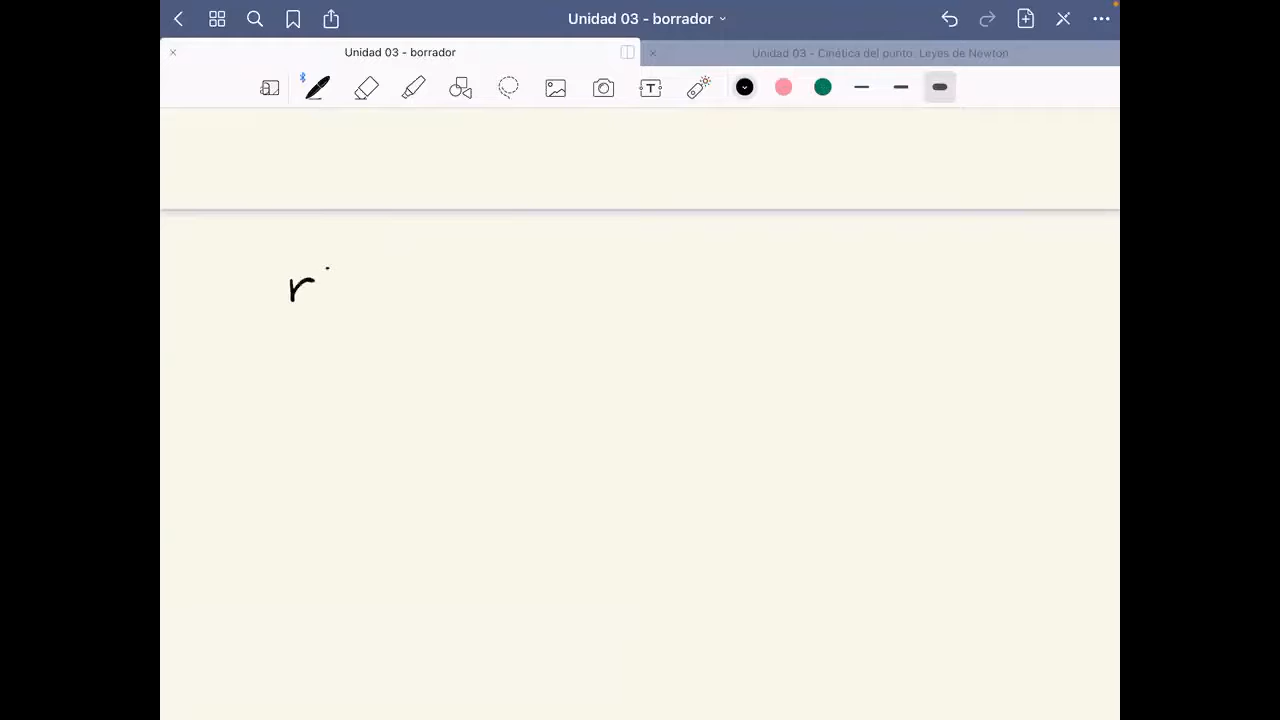 Unidad 03 - borrador
Unidad 03 - borrador
Unidad 03 - Cinética del punto. Leyes de Newton
T
r